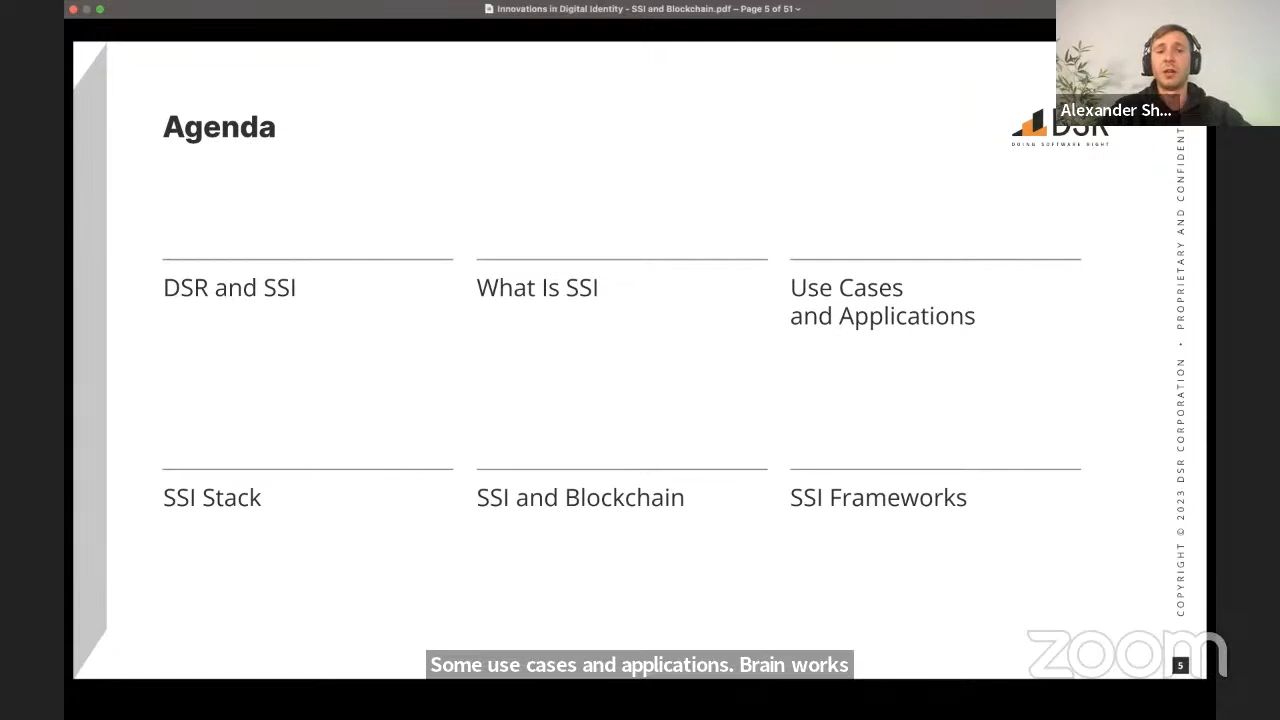 Innovations in Digital Identity - SSI and Blockchain.pdf – Page 5 of 51
Alexander Sh...
Agenda
DSR
DOING SOFTWARE RIGHT
DSR and SSI
What Is SSI
Use Cases
and Applications
SSI Stack
SSI and Blockchain
SSI Frameworks
COPYRIGHT © 2023 DSR CORPORATION • PROPRIETARY AND CONFIDENT
Some use cases and applications. Brain works
zoom
5